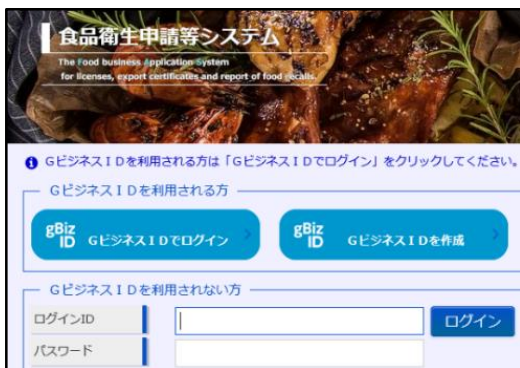 食品衛生申請等システム
The Food business Application System
for licenses, export certificates and report of food recalls.
GビジネスIDを利用される方は「GビジネスIDでログイン」をクリックしてください。
GビジネスIDを利用される方
gBiz ID GビジネスIDでログイン
gBiz ID GビジネスIDを作成
GビジネスIDを利用されない方
ログインID
ログイン
パスワード